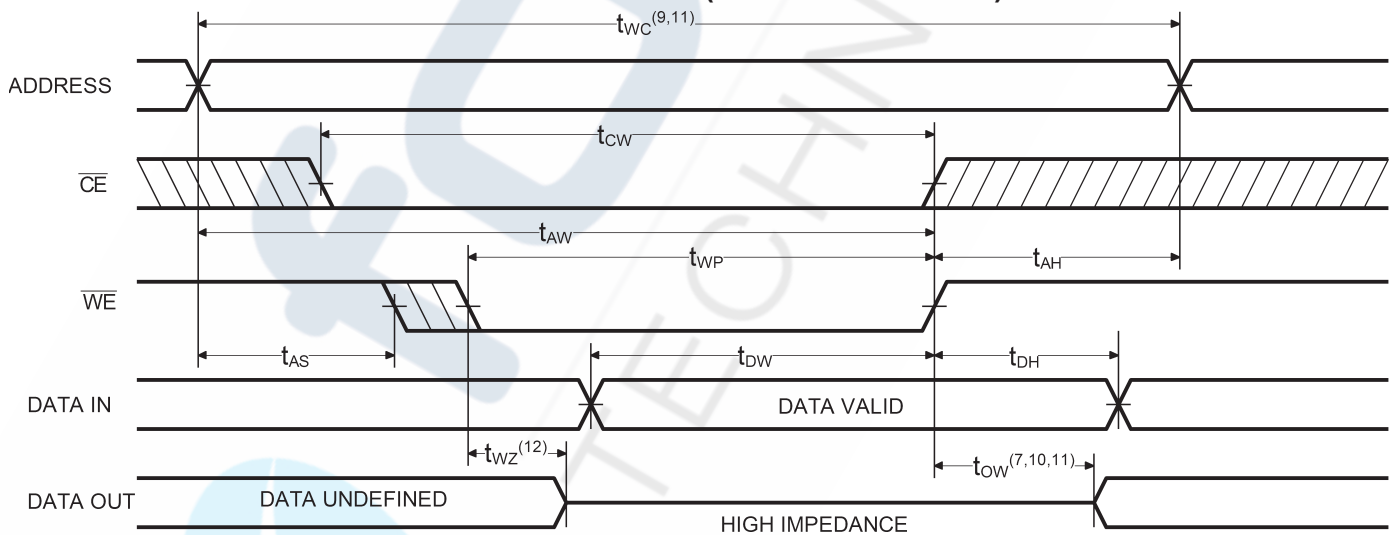 tWC(9,11)
ADDRESS
tCW
CE
tAW
tWP
tAH
WE
tAS
tDW
tDH
DATA IN
DATA VALID
tWZ(12)
tOW(7,10,11)
DATA OUT
DATA UNDEFINED
HIGH IMPEDANCE
TECHN